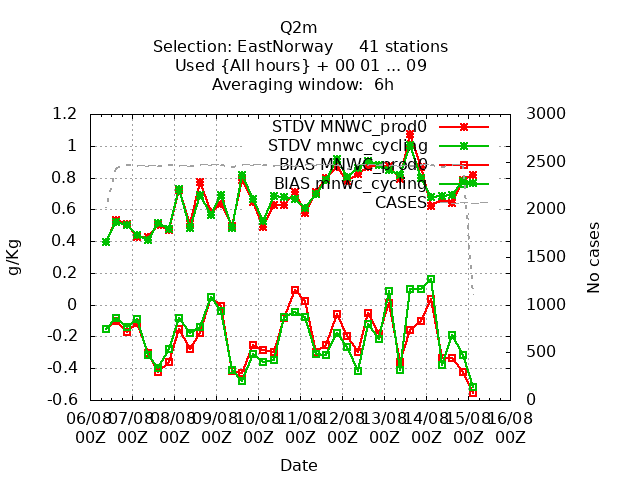 Q2m
Selection: EastNorway     41 stations
Used {All hours} + 00 01 ... 09
Averaging window:  6h
STDV MNWC_prod0
STDV mnwc_cycling
BIAS MNWC_prod0
BIAS mnwc_cycling
CASES
1.2
1
0.8
0.6
0.4
0.2
0
-0.2
-0.4
-0.6
g/Kg
3000
2500
2000
1500
1000
500
0
No cases
06/08 07/08 08/08 09/08 10/08 11/08 12/08 13/08 14/08 15/08 16/08
00Z 00Z 00Z 00Z 00Z 00Z 00Z 00Z 00Z 00Z 00Z
Date